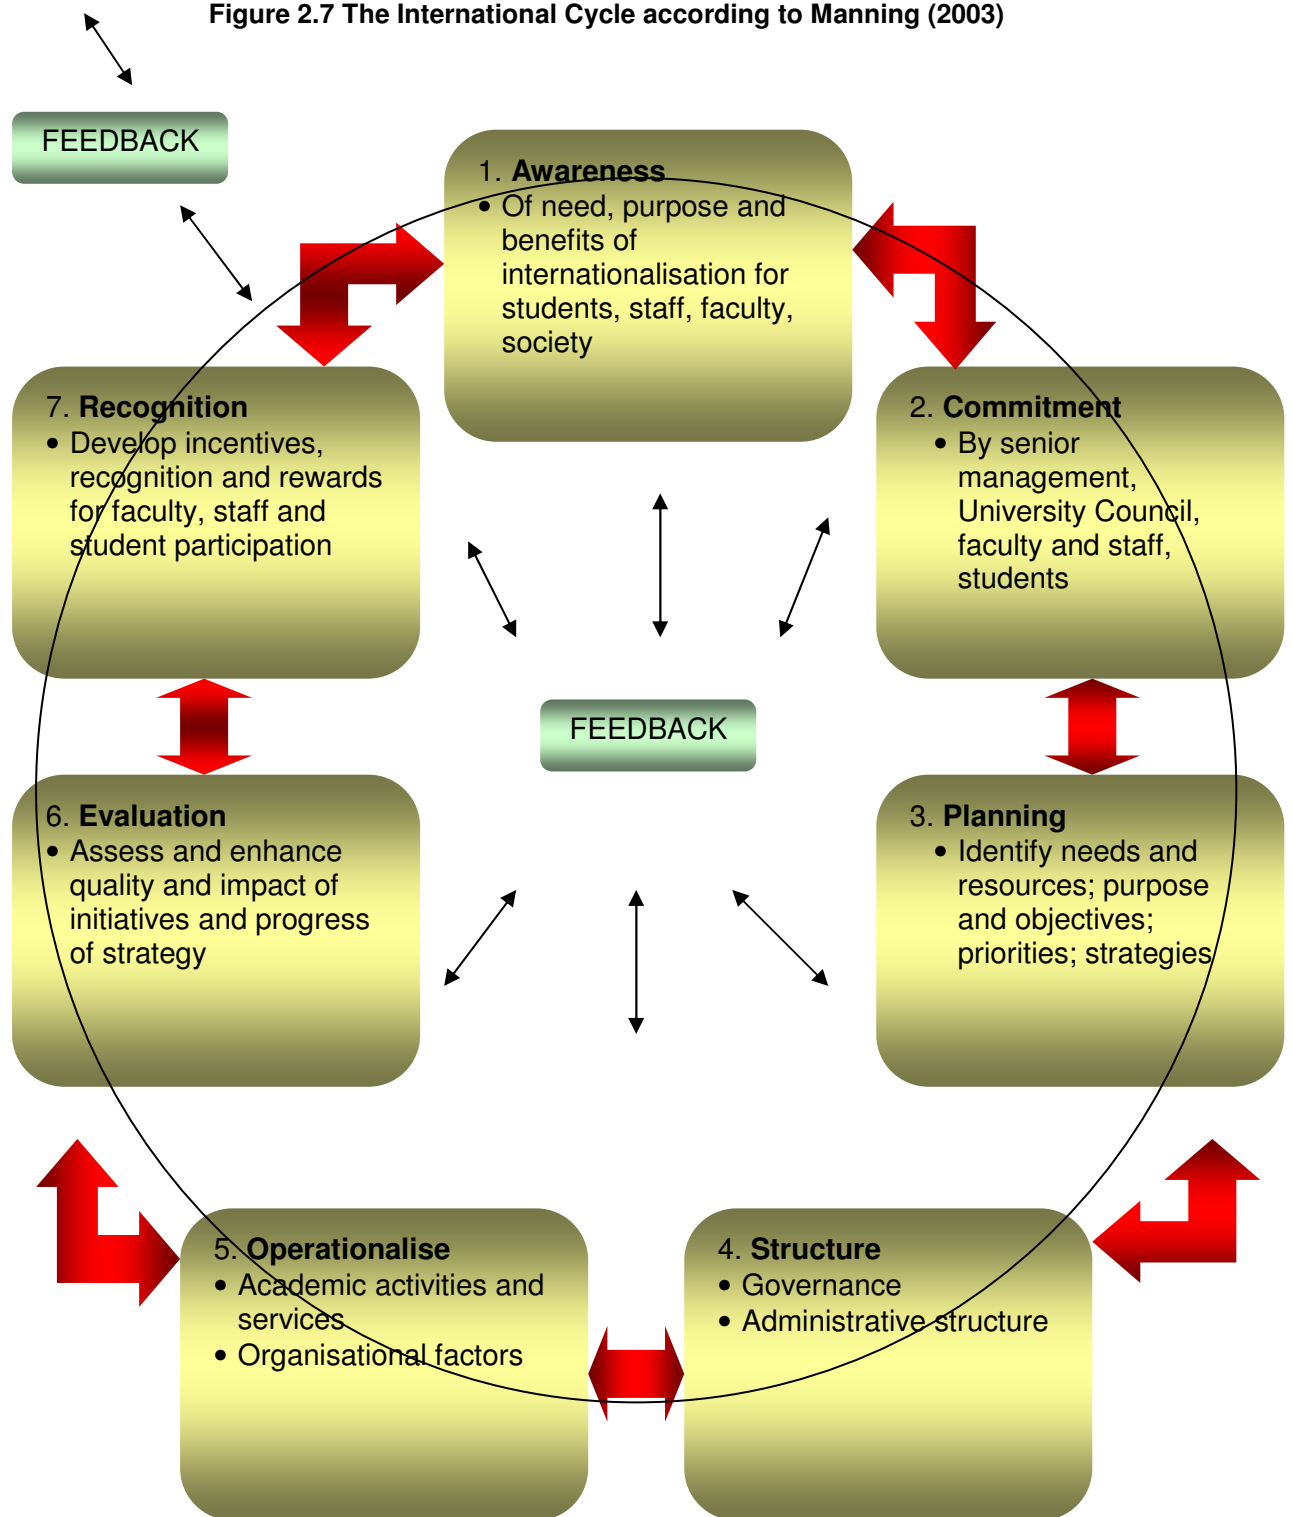 Figure 2.7 The International Cycle according to Manning (2003)
FEEDBACK
1. Awareness
• Of need, purpose and
benefits of
internationalisation for
students, staff, faculty,
society
7. Recognition
• Develop incentives,
recognition and rewards
for faculty, staff and
student participation
2. Commitment
• By senior
management,
University Council,
faculty and staff,
students
FEEDBACK
6. Evaluation
• Assess and enhance
quality and impact of
initiatives and progress
of strategy
3. Planning
• Identify needs and
resources; purpose
and objectives;
priorities; strategies
5. Operationalise
• Academic activities and
services
• Organisational factors
4. Structure
• Governance
• Administrative structure